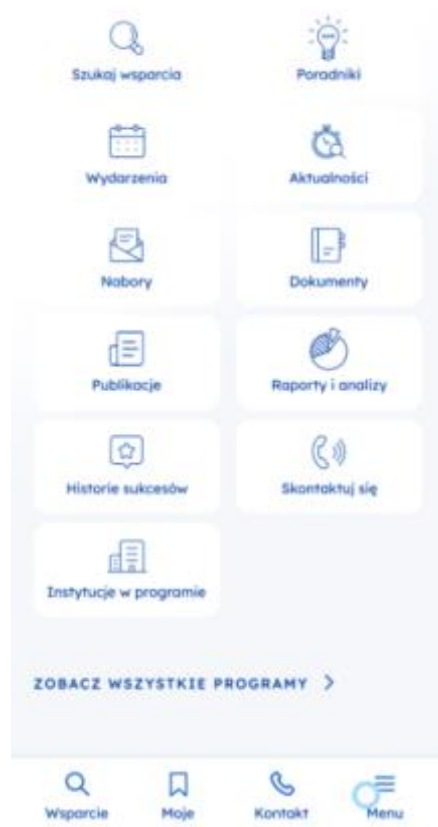 Szukaj wsparcia
Poradniki
Wydarzenia
Aktualności
Nabory
Dokumenty
Publikacje
Raporty i analizy
Historie sukcesów
Skontaktuj się
Instytucje w programie
ZOBACZ WSZYSTKIE PROGRAMY
Wsparcie
Moje
Kontakt
Menu